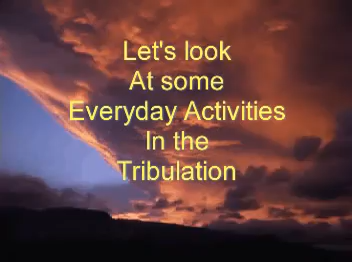 Let's look
At some
Everyday Activities
In the
Tribulation